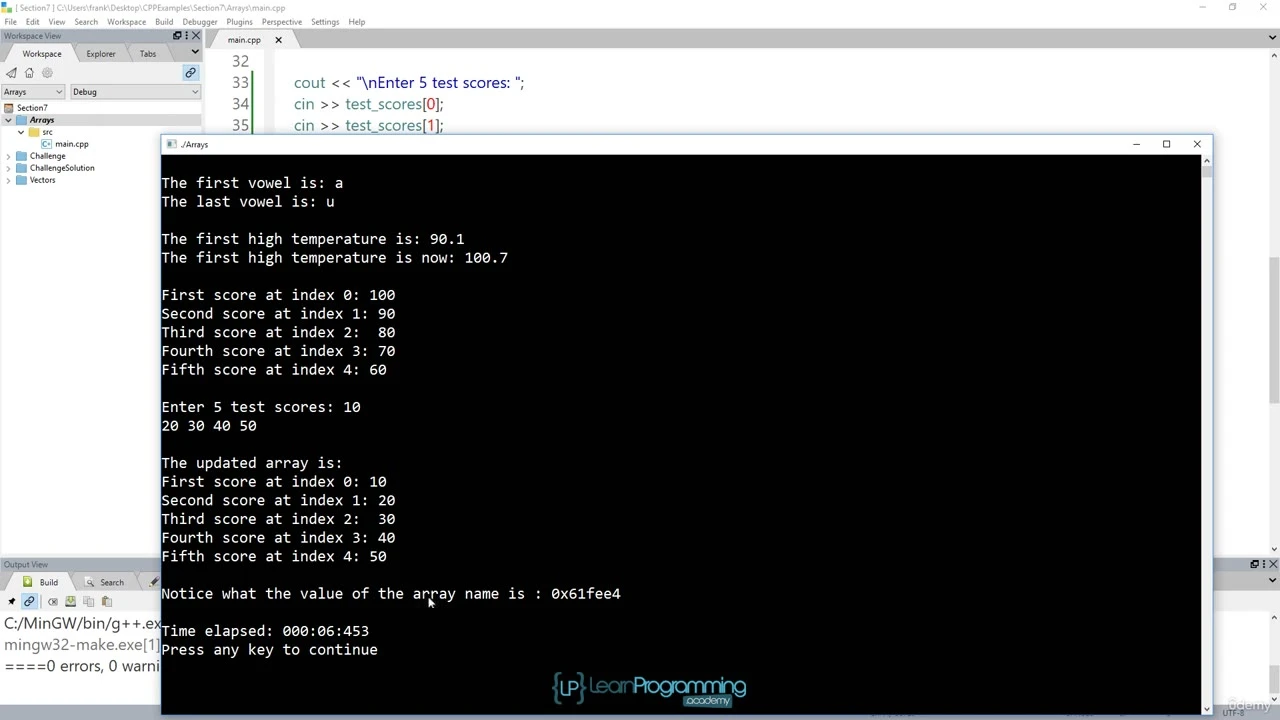 [ Section7 ] C:\Users\frank\Desktop\CPPExamples\Section7\Arrays\main.cpp
File Edit View Search Workspace Build Debugger Plugins Perspective Settings Help
Workspace View
main.cpp
Workspace Explorer Tabs
Arrays Debug
Section7
Arrays
src
main.cpp
Challenge
ChallengeSolution
Vectors
32
33 cout << "\nEnter 5 test scores: ";
34 cin >> test_scores[0];
35 cin >> test_scores[1];
./Arrays
The first vowel is: a
The last vowel is: u
The first high temperature is: 90.1
The first high temperature is now: 100.7
First score at index 0: 100
Second score at index 1: 90
Third score at index 2:  80
Fourth score at index 3: 70
Fifth score at index 4: 60
Enter 5 test scores: 10
20 30 40 50
The updated array is:
First score at index 0: 10
Second score at index 1: 20
Third score at index 2:  30
Fourth score at index 3: 40
Fifth score at index 4: 50
Notice what the value of the array name is : 0x61fee4
Time elapsed: 000:06:453
Press any key to continue
Output View
Build Search
C:/MinGW/bin/g++.ex
mingw32-make.exe[1]
====0 errors, 0 warni
{LP} LearnProgramming
academy
UTF-8